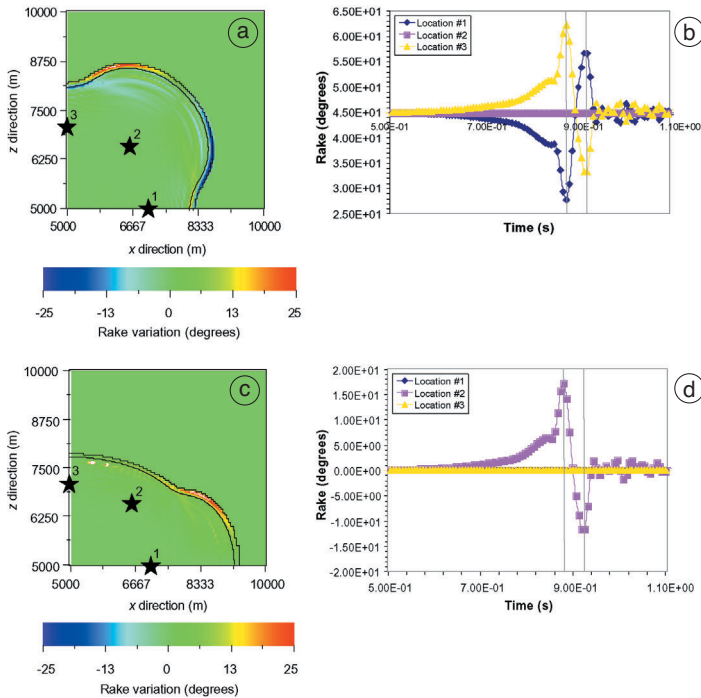 a
10000
8750
7500
6250
5000
z direction (m)
3
2
1
5000 6667 8333 10000
x direction (m)
-25 -13 0 13 25
Rake variation (degrees)
b
6.50E+01
6.00E+01
5.50E+01
5.00E+01
4.50E+01
4.00E+01
3.50E+01
3.00E+01
2.50E+01
Rake (degrees)
Location #1
Location #2
Location #3
5.00E-01 7.00E-01 9.00E-01 1.10E+00
Time (s)
c
10000
8750
7500
6250
5000
z direction (m)
3
2
1
5000 6667 8333 10000
x direction (m)
-25 -13 0 13 25
Rake variation (degrees)
d
2.00E+01
1.50E+01
1.00E+01
5.00E+00
0.00E+00
-5.00E+00
-1.00E+01
-1.50E+01
-2.00E+01
Rake (degrees)
Location #1
Location #2
Location #3
5.00E-01 7.00E-01 9.00E-01 1.10E+00
Time (s)